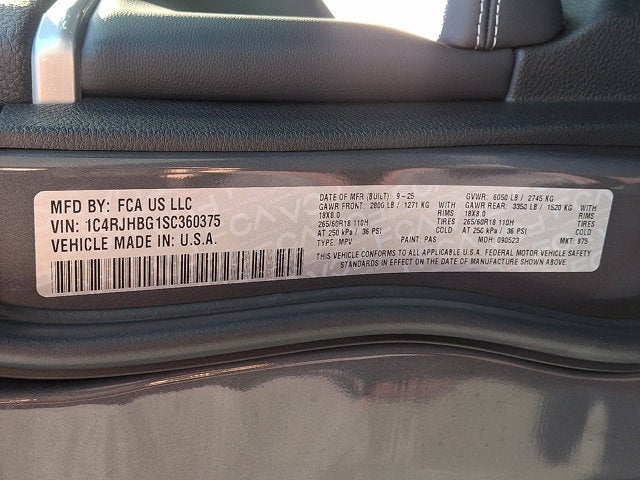 MFD BY: FCA US LLC
VIN: 1C4RJHBG1SC360375
VEHICLE MADE IN: U.S.A.
DATE OF MFR (BUILT): 9-25 GVWR: 6050 LB / 2745 KG
GAWR FRONT: 2800 LB / 1271 KG WITH GAWR REAR: 3350 LB / 1520 KG WITH
18X8.0 RIMS 18X8.0 RIMS
265/60R18 110H TIRES 265/60R18 110H TIRES
AT 250 kPa / 36 PSI COLD AT 250 kPa / 36 PSI COLD
TYPE: MPV PAINT: PAS MDH: 090523 MKT: 875
THIS VEHICLE CONFORMS TO ALL APPLICABLE U.S.A. FEDERAL MOTOR VEHICLE SAFETY
STANDARDS IN EFFECT ON THE DATE OF MANUFACTURE SHOWN ABOVE.